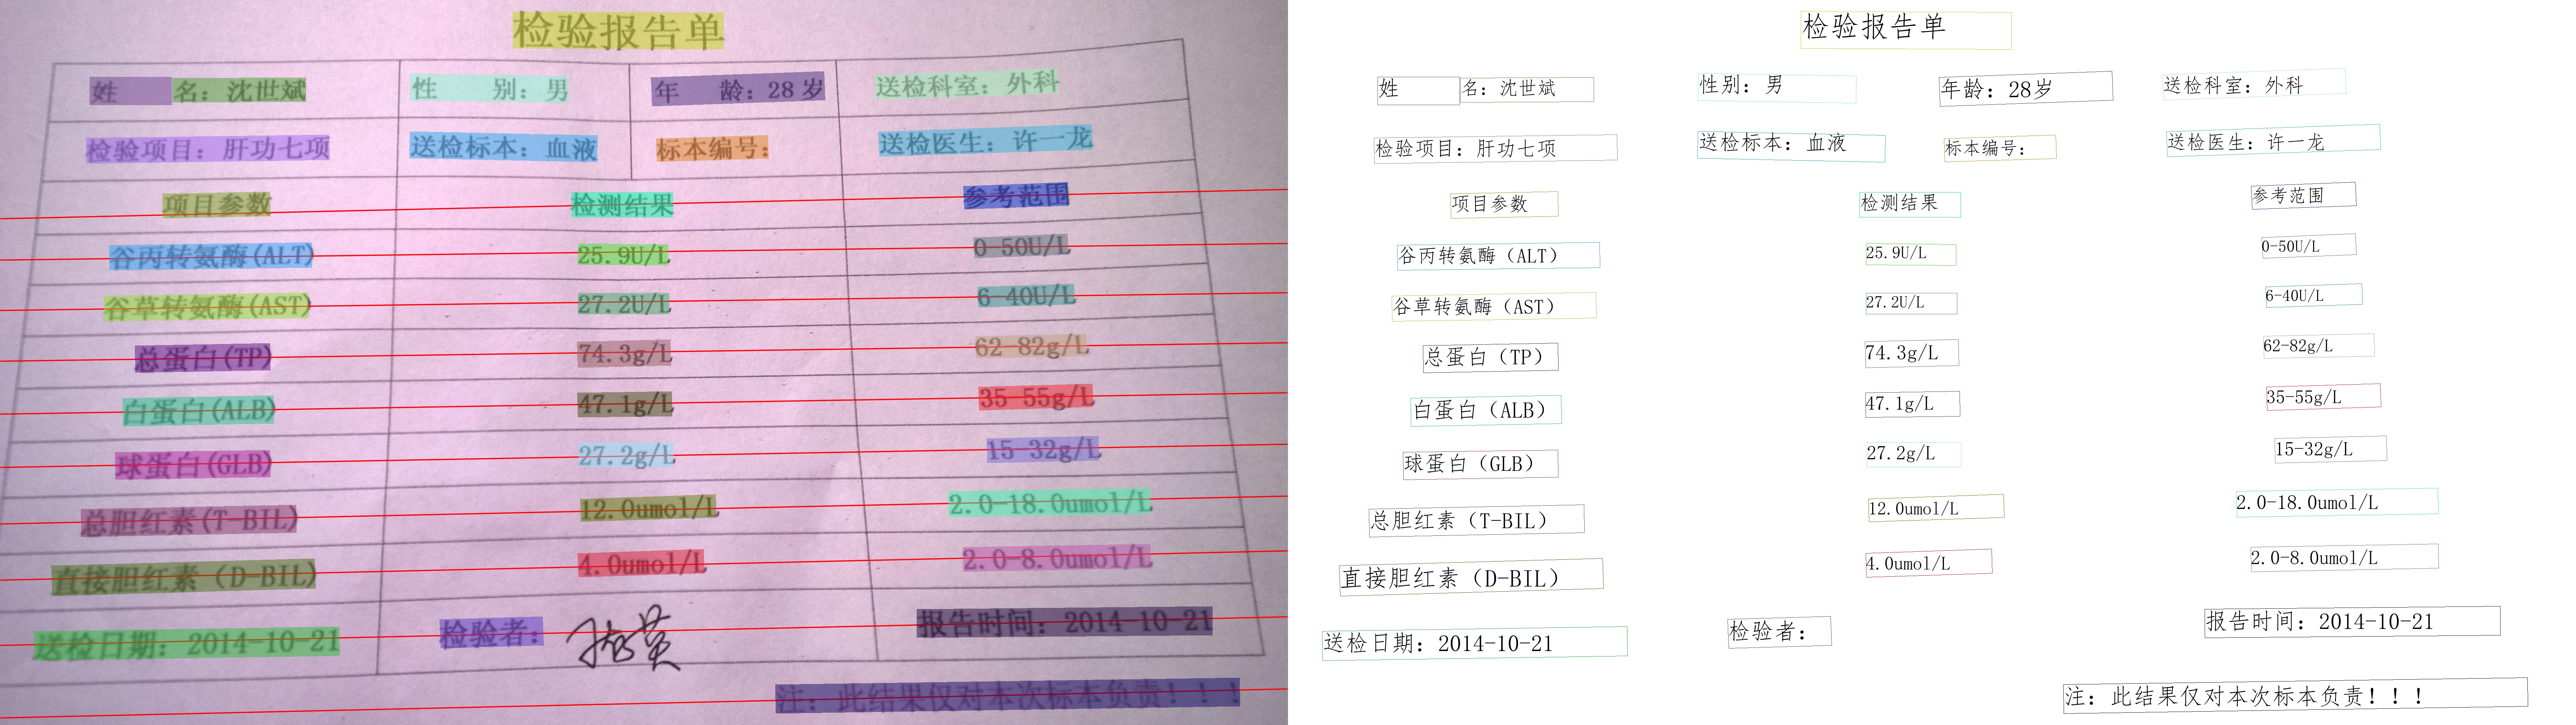 检验报告单
姓 名：沈世斌 性 别：男 年 龄：28岁 送检科室：外科
检验项目：肝功七项 送检标本：血液 标本编号： 送检医生：许一龙
项目参数 检测结果 参考范围
谷丙转氨酶(ALT) 25.9U/L 0-50U/L
谷草转氨酶(AST) 27.2U/L 6-40U/L
总蛋白(TP) 74.3g/L 62-82g/L
白蛋白(ALB) 47.1g/L 35-55g/L
球蛋白(GLB) 27.2g/L 15-32g/L
总胆红素(T-BIL) 12.0umol/L 2.0-18.0umol/L
直接胆红素(D-BIL) 4.0umol/L 2.0-8.0umol/L
送检日期：2014-10-21 检验者： 报告时间：2014-10-21
注：此结果仅对本次标本负责！！！
检验报告单
姓 名：沈世斌 性别：男 年龄：28岁 送检科室：外科
检验项目：肝功七项 送检标本：血液 标本编号： 送检医生：许一龙
项目参数 检测结果 参考范围
谷丙转氨酶（ALT） 25.9U/L 0-50U/L
谷草转氨酶（AST） 27.2U/L 6-40U/L
总蛋白（TP） 74.3g/L 62-82g/L
白蛋白（ALB） 47.1g/L 35-55g/L
球蛋白（GLB） 27.2g/L 15-32g/L
总胆红素（T-BIL） 12.0umol/L 2.0-18.0umol/L
直接胆红素（D-BIL） 4.0umol/L 2.0-8.0umol/L
送检日期：2014-10-21 检验者： 报告时间：2014-10-21
注：此结果仅对本次标本负责！！！